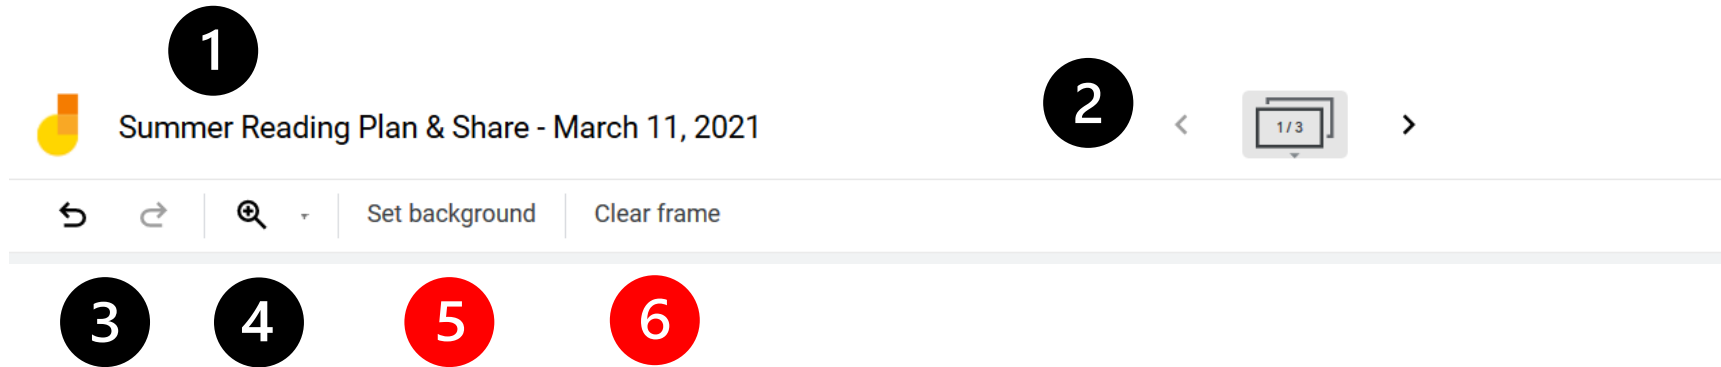 1
Summer Reading Plan & Share - March 11, 2021
2
1/3
Set background
Clear frame
3
4
5
6